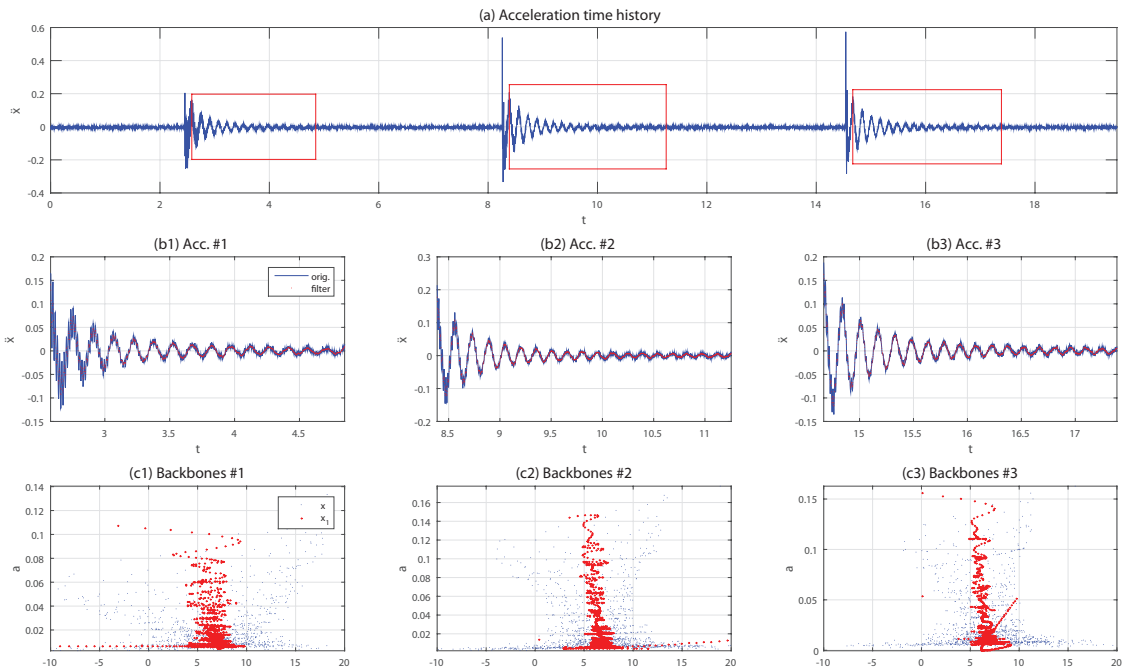 (a) Acceleration time history
0.6
0.4
0.2
0
-0.2
-0.4
ẍ
0 2 4 6 8 10 12 14 16 18
t
(b1) Acc. #1
0.2
0.15
0.1
0.05
0
-0.05
-0.1
-0.15
ẍ
orig.
filter
3 3.5 4 4.5
t
(b2) Acc. #2
0.3
0.2
0.1
0
-0.1
-0.2
ẍ
8.5 9 9.5 10 10.5 11
t
(b3) Acc. #3
0.2
0.15
0.1
0.05
0
-0.05
-0.1
-0.15
ẍ
15 15.5 16 16.5 17
t
(c1) Backbones #1
0.14
0.12
0.1
0.08
0.06
0.04
0.02
a
x
x1
-10 -5 0 5 10 15 20
(c2) Backbones #2
0.16
0.14
0.12
0.1
0.08
0.06
0.04
0.02
a
-10 -5 0 5 10 15 20
(c3) Backbones #3
0.15
0.1
0.05
0
a
-10 -5 0 5 10 15 20